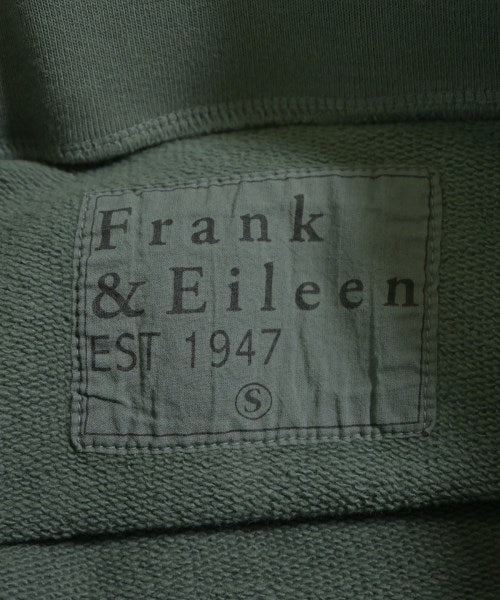 Frank
& Eileen
EST 1947
S